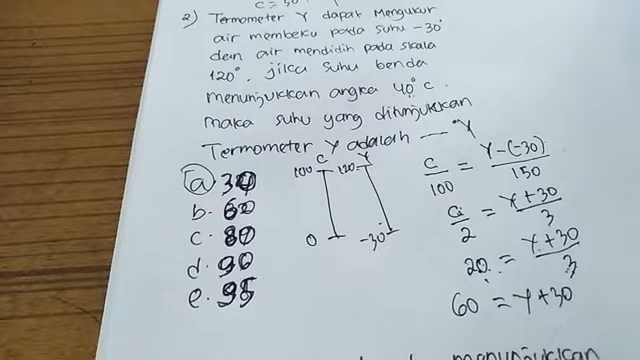 2) Termometer Y dapat Mengukur
air membeku pada suhu -30°
dan air mendidih pada skala
120°. jika suhu benda
menunjukkan angka 40° C.
maka suhu yang ditunjukkan
Termometer Y adalah ---- °Y
a. 30
b. 60
c. 80
d. 90
e. 95
C Y
100 120
0 -30
C/100 = Y-(-30)/150
C/2 = Y+30/3
20 = Y+30/3
60 = Y+30
menunjukkan